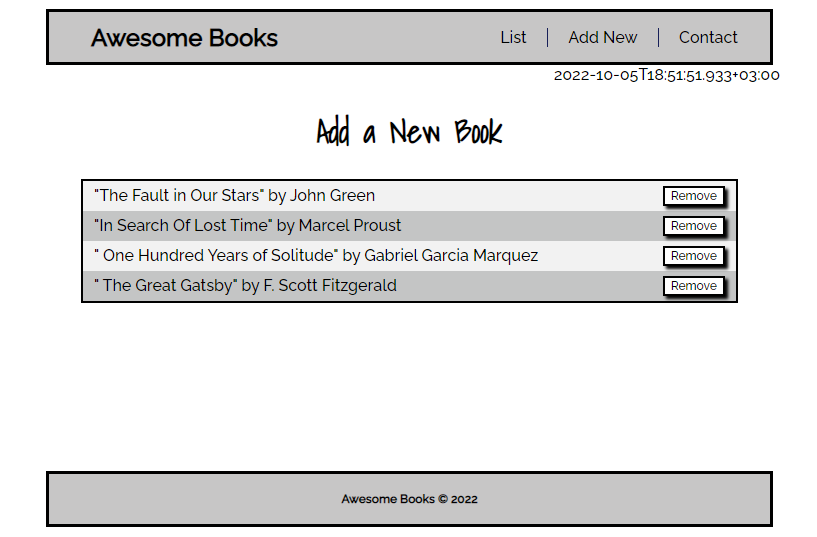 Awesome Books List Add New Contact
2022-10-05T18:51:51.933+03:00
Add a New Book
"The Fault in Our Stars" by John Green Remove
"In Search Of Lost Time" by Marcel Proust Remove
" One Hundred Years of Solitude" by Gabriel Garcia Marquez Remove
" The Great Gatsby" by F. Scott Fitzgerald Remove
Awesome Books © 2022